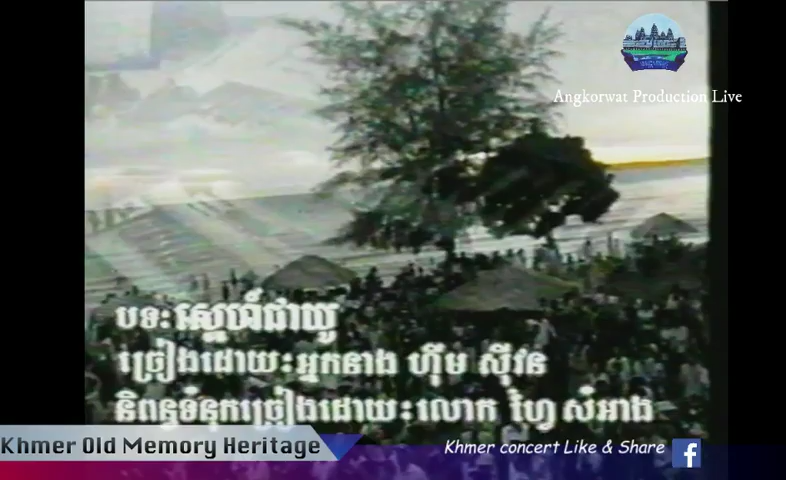 Angkorwat Production Live
បទ: ស្នេហ៍ជាយូ
ច្រៀងដោយ: អ្នកនាង ហ៊ឹម ស៊ីវន
និពន្ធទំនុកច្រៀងដោយ: លោក ហៃ្វ សំអាង
Khmer Old Memory Heritage
Khmer concert Like & Share